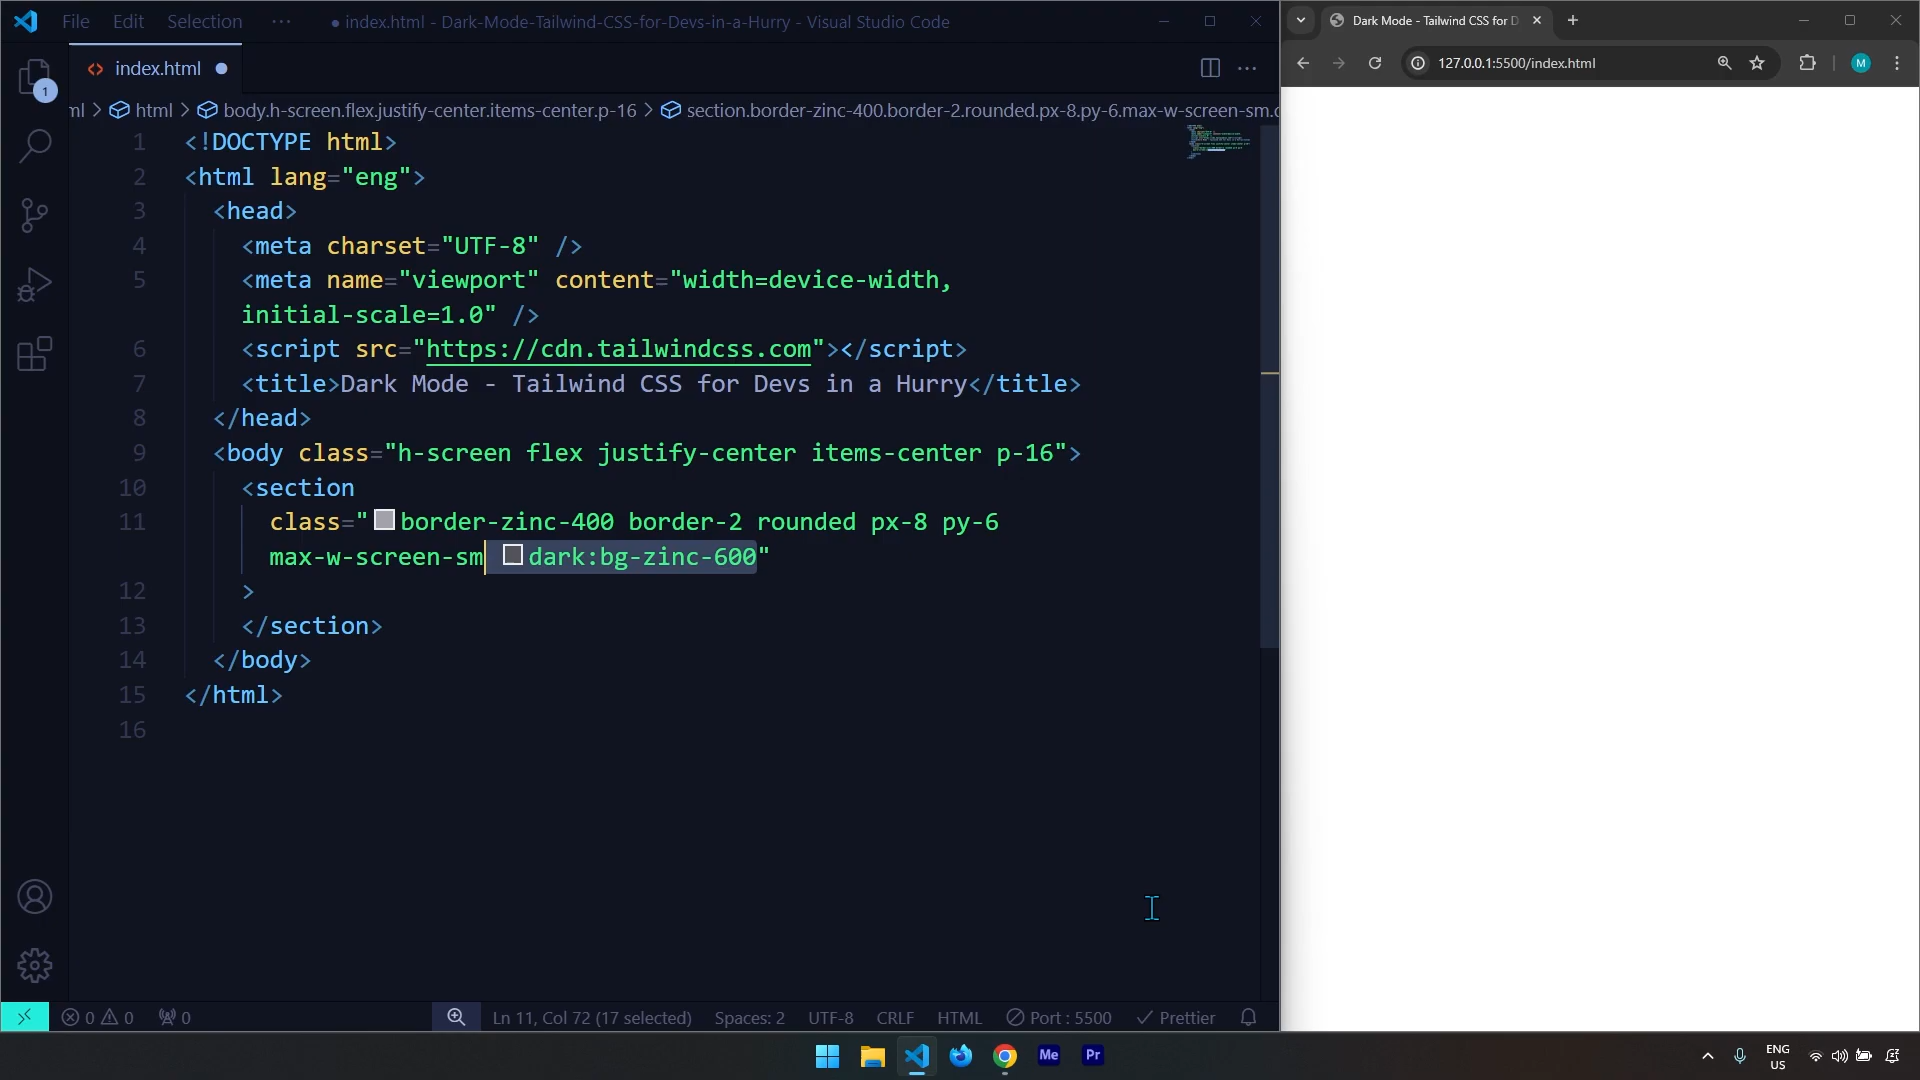 File Edit Selection ··· ● index.html - Dark-Mode-Tailwind-CSS-for-Devs-in-a-Hurry - Visual Studio Code
index.html
ml > html > body.h-screen.flex.justify-center.items-center.p-16 > section.border-zinc-400.border-2.rounded.px-8.py-6.max-w-screen-sm.d
1 <!DOCTYPE html>
2 <html lang="eng">
3 <head>
4 <meta charset="UTF-8" />
5 <meta name="viewport" content="width=device-width,
initial-scale=1.0" />
6 <script src="https://cdn.tailwindcss.com"></script>
7 <title>Dark Mode - Tailwind CSS for Devs in a Hurry</title>
8 </head>
9 <body class="h-screen flex justify-center items-center p-16">
10 <section
11 class="border-zinc-400 border-2 rounded px-8 py-6
max-w-screen-sm dark:bg-zinc-600"
12 >
13 </section>
14 </body>
15 </html>
16
1
0 0 0 Ln 11, Col 72 (17 selected) Spaces: 2 UTF-8 CRLF HTML Port : 5500 Prettier
Dark Mode - Tailwind CSS for D
127.0.0.1:5500/index.html
M
Me Pr
ENG
US